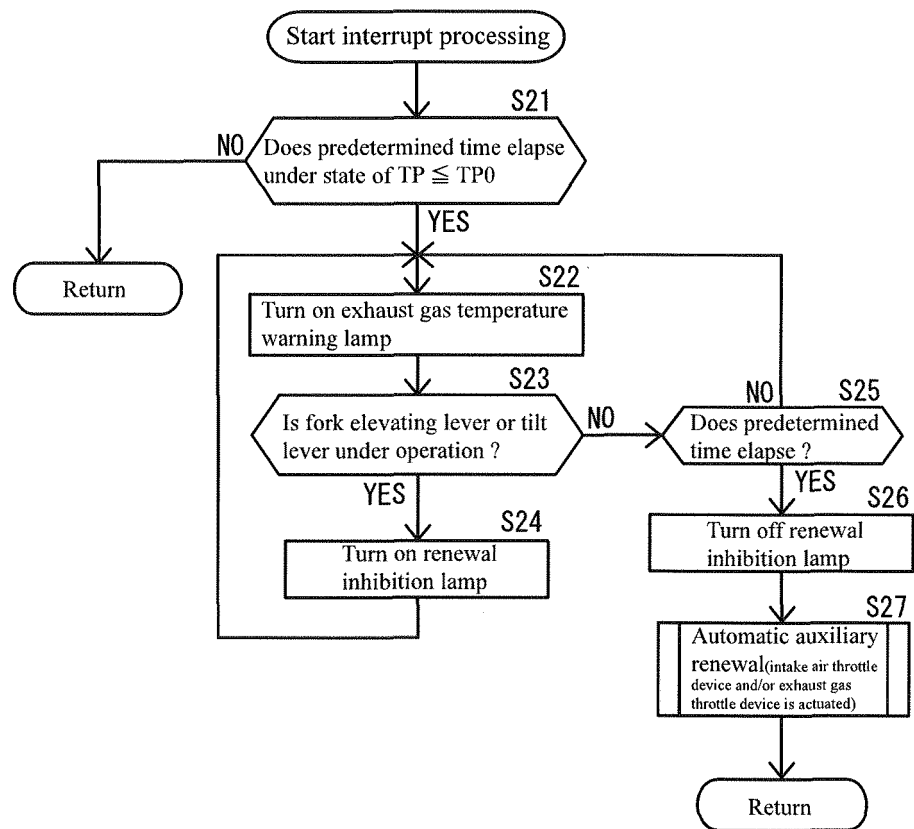 Start interrupt processing
S21
NO
Does predetermined time elapse
under state of TP ≦ TP0
YES
Return
S22
Turn on exhaust gas temperature
warning lamp
S23
Is fork elevating lever or tilt
lever under operation ?
NO
NO
S25
Does predetermined
time elapse ?
YES
YES
S24
Turn on renewal
inhibition lamp
S26
Turn off renewal
inhibition lamp
S27
Automatic auxiliary
renewal(intake air throttle
device and/or exhaust gas
throttle device is actuated)
Return